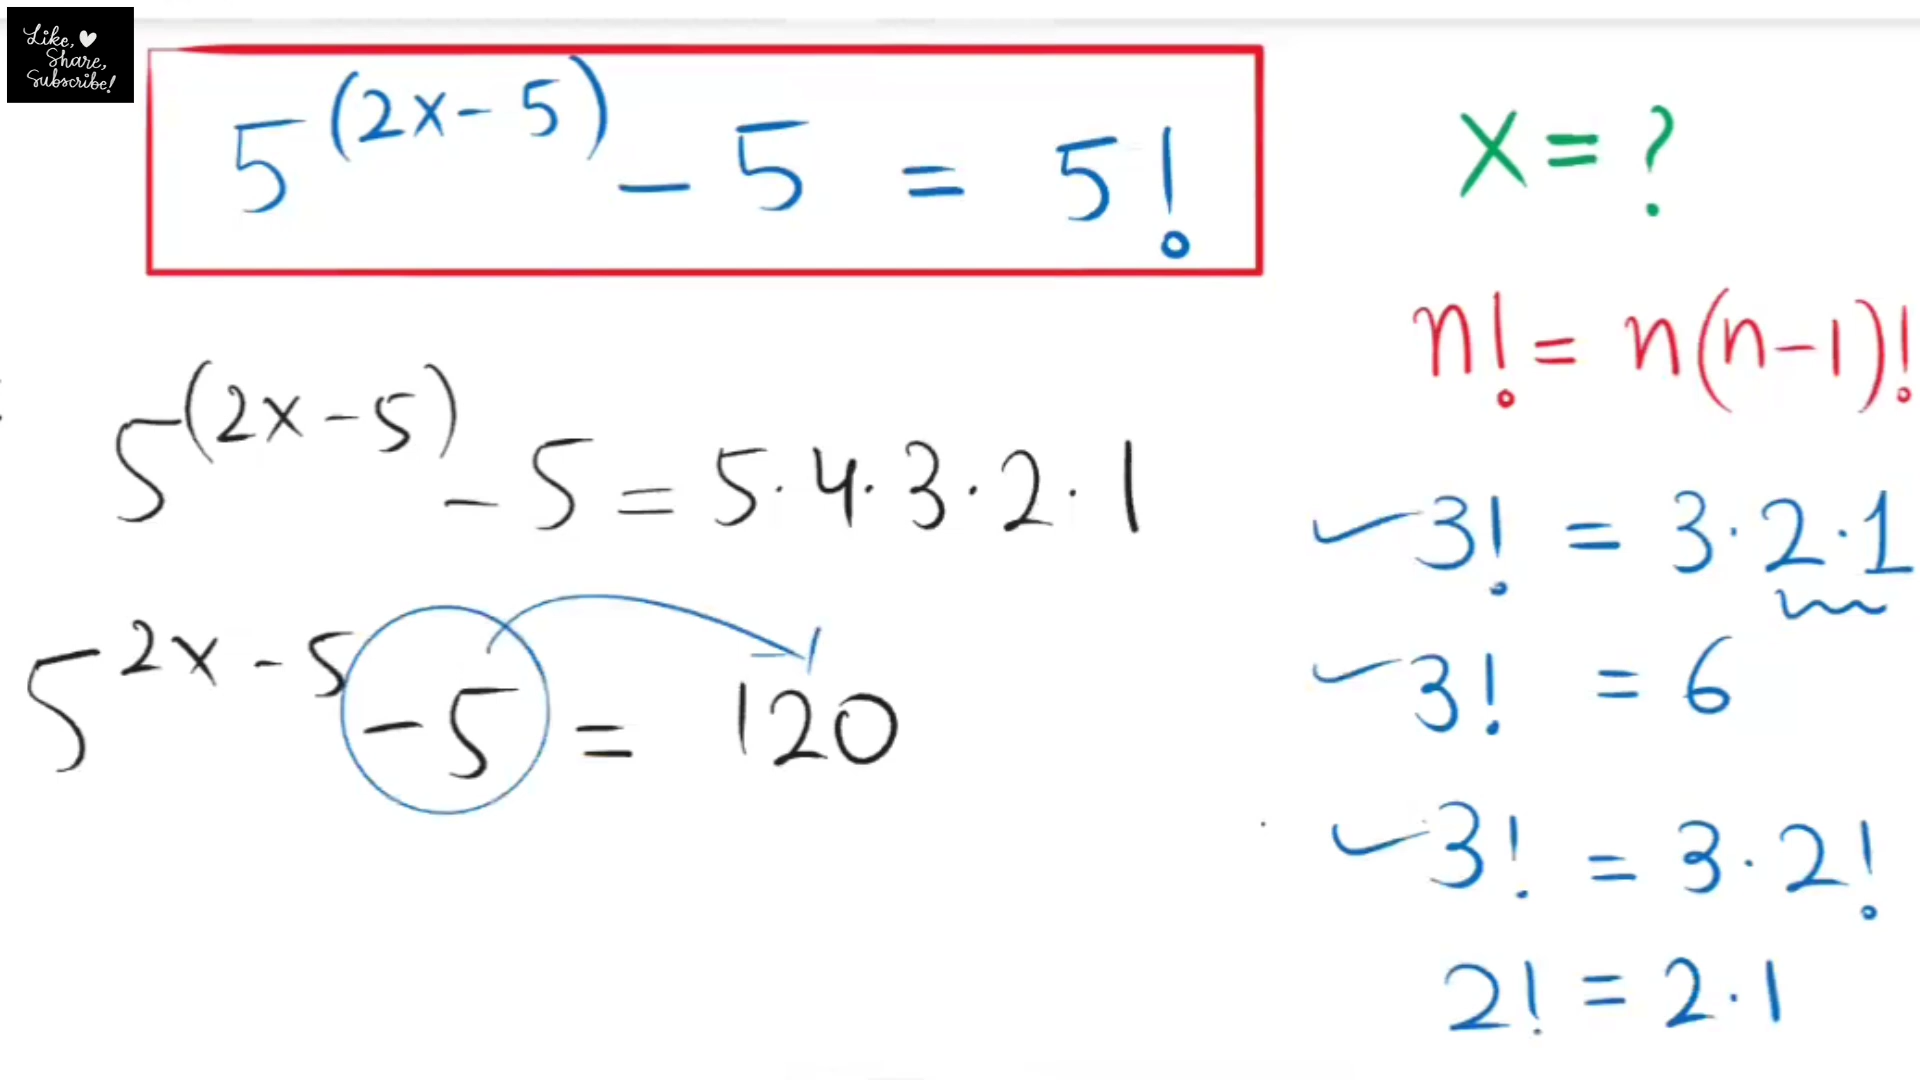 Like,
Share,
Subscribe!
5^(2x-5) - 5 = 5!
x = ?
n! = n(n-1)!
5^(2x-5) - 5 = 5·4·3·2·1
3! = 3·2·1
5^2x-5 - 5 = 120
3! = 6
3! = 3·2!
2! = 2·1